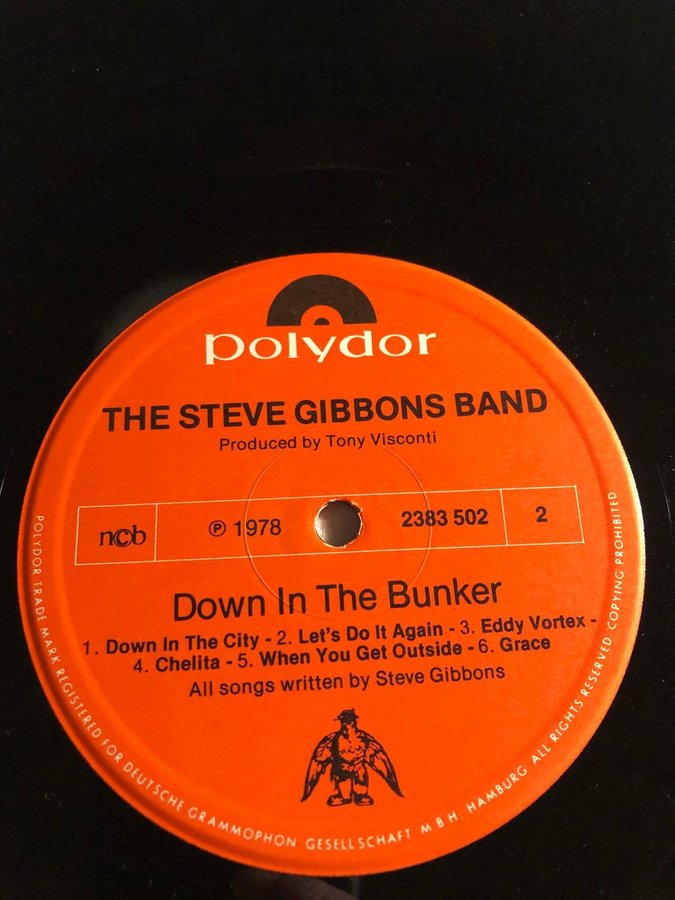 polydor
THE STEVE GIBBONS BAND
Produced by Tony Visconti
ncb ℗ 1978 2383 502 2
Down In The Bunker
1. Down In The City - 2. Let's Do It Again - 3. Eddy Vortex -
4. Chelita - 5. When You Get Outside - 6. Grace
All songs written by Steve Gibbons
POLYDOR TRADE MARK REGISTERED FOR DEUTSCHE GRAMMOPHON GESELLSCHAFT M B H. HAMBURG ALL RIGHTS RESERVED COPYING PROHIBITED